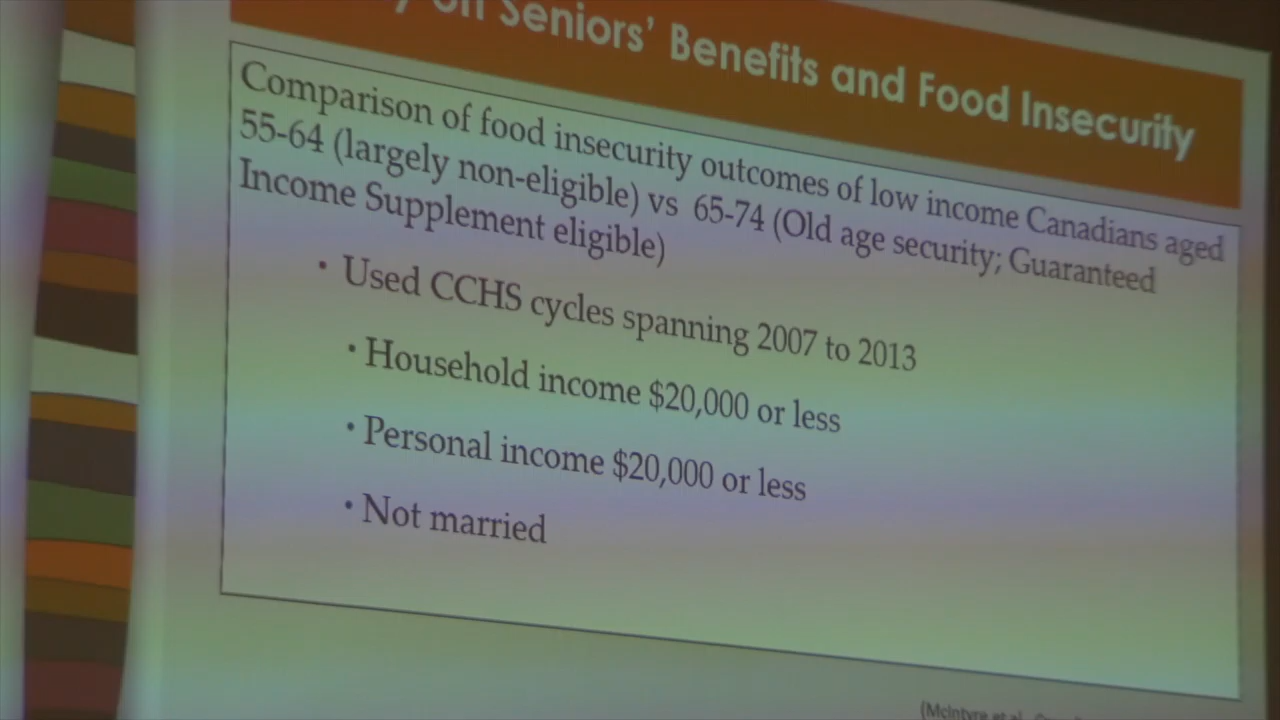 on Seniors’ Benefits and Food Insecurity
Comparison of food insecurity outcomes of low income Canadians aged
55-64 (largely non-eligible) vs 65-74 (Old age security; Guaranteed
Income Supplement eligible)
• Used CCHS cycles spanning 2007 to 2013
• Household income $20,000 or less
• Personal income $20,000 or less
• Not married
(McIntyre et al.